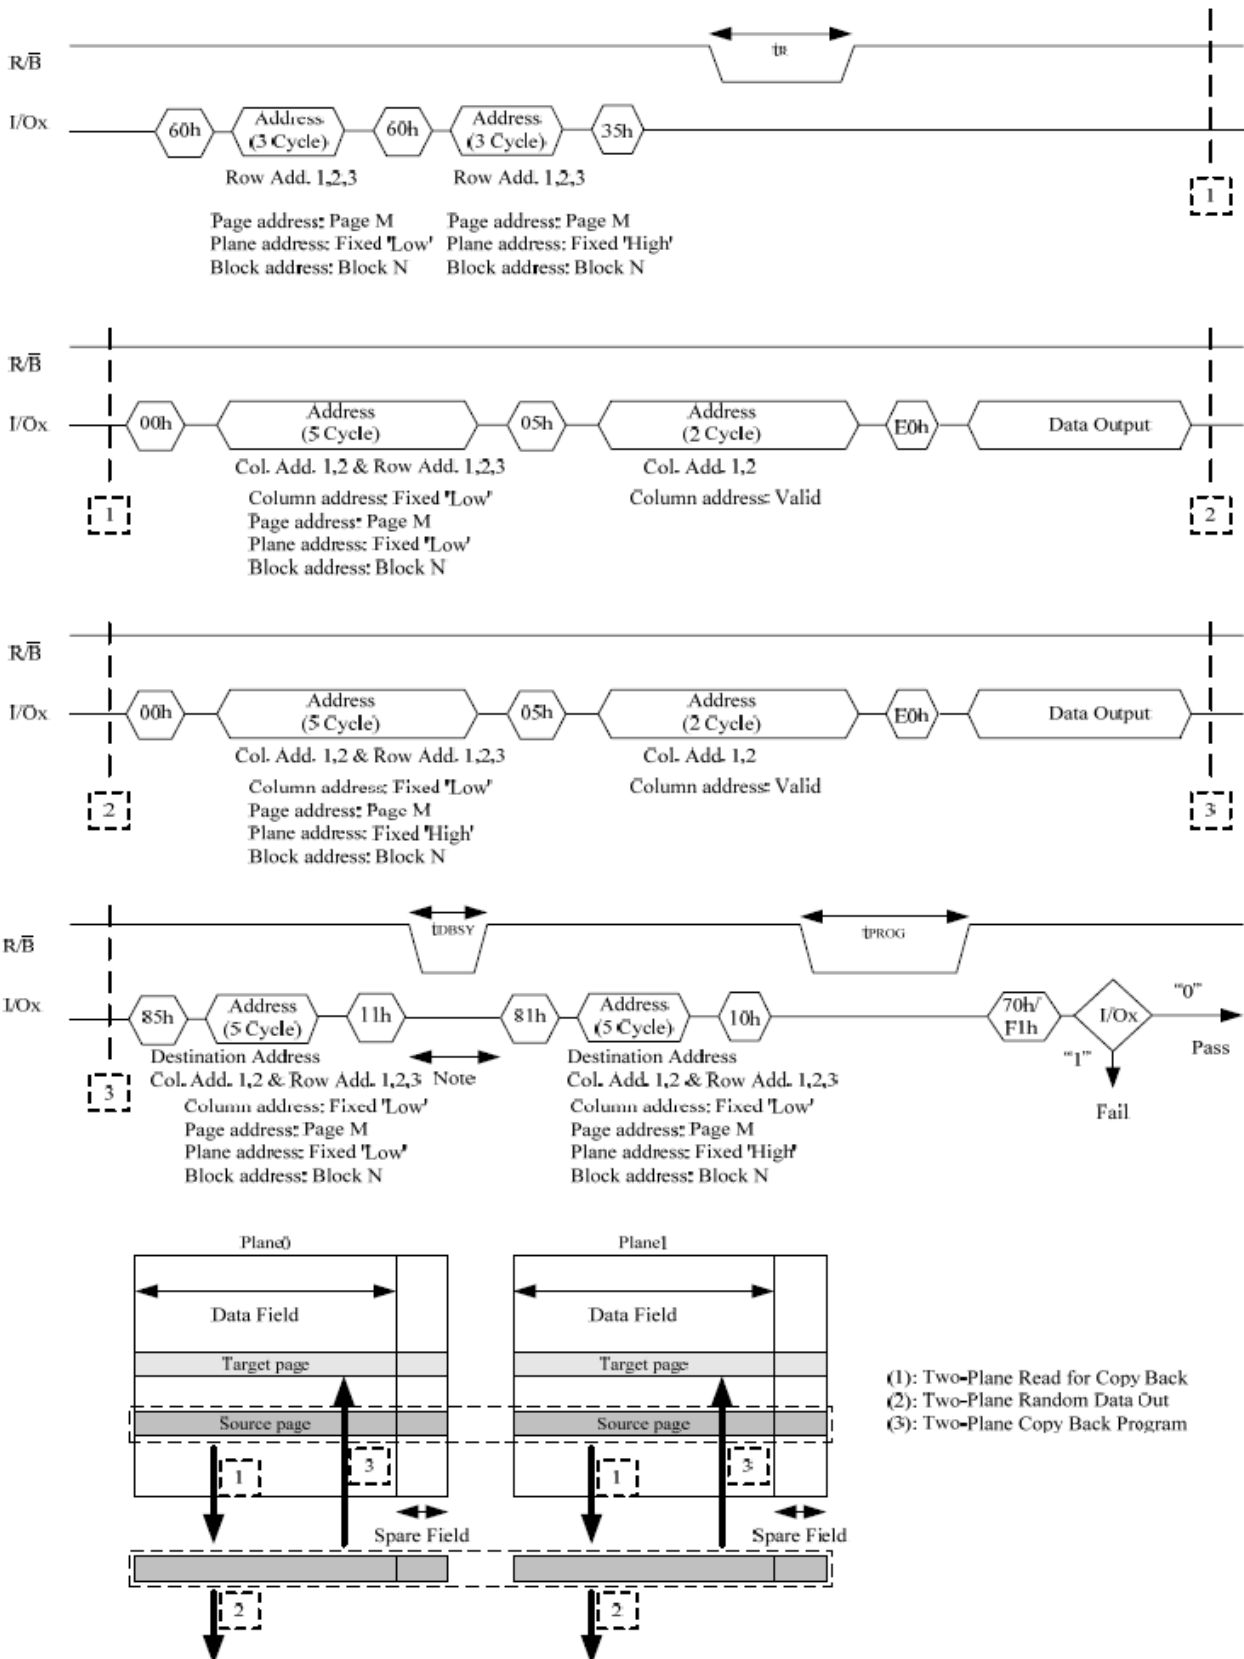 tR
R/B
I/Ox
60h Address (3 Cycle) 60h Address (3 Cycle) 35h
Row Add. 1,2,3 Row Add. 1,2,3
1
Page address: Page M Page address: Page M
Plane address: Fixed 'Low' Plane address: Fixed 'High'
Block address: Block N Block address: Block N
R/B
I/Ox
00h Address (5 Cycle) 05h Address (2 Cycle) E0h Data Output
Col. Add. 1,2 & Row Add. 1,2,3 Col. Add. 1,2
Column address: Fixed 'Low' Column address: Valid
1 Page address: Page M 2
Plane address: Fixed 'Low'
Block address: Block N
R/B
I/Ox
00h Address (5 Cycle) 05h Address (2 Cycle) E0h Data Output
Col. Add. 1,2 & Row Add. 1,2,3 Col. Add. 1,2
Column address: Fixed 'Low' Column address: Valid
2 Page address: Page M 3
Plane address: Fixed 'High'
Block address: Block N
tDBSY tPROG
R/B
I/Ox
85h Address (5 Cycle) 11h 81h Address (5 Cycle) 10h 70h/ F1h I/Ox "0"
Pass
"1"
Fail
Destination Address Destination Address
3 Col. Add. 1,2 & Row Add. 1,2,3 Note Col. Add. 1,2 & Row Add. 1,2,3
Column address: Fixed 'Low' Column address: Fixed 'Low'
Page address: Page M Page address: Page M
Plane address: Fixed 'Low' Plane address: Fixed 'High'
Block address: Block N Block address: Block N
Plane0 Plane1
Data Field Data Field
Target page Target page
Source page Source page
1 3 1 3
Spare Field Spare Field
2 2
(1): Two-Plane Read for Copy Back
(2): Two-Plane Random Data Out
(3): Two-Plane Copy Back Program